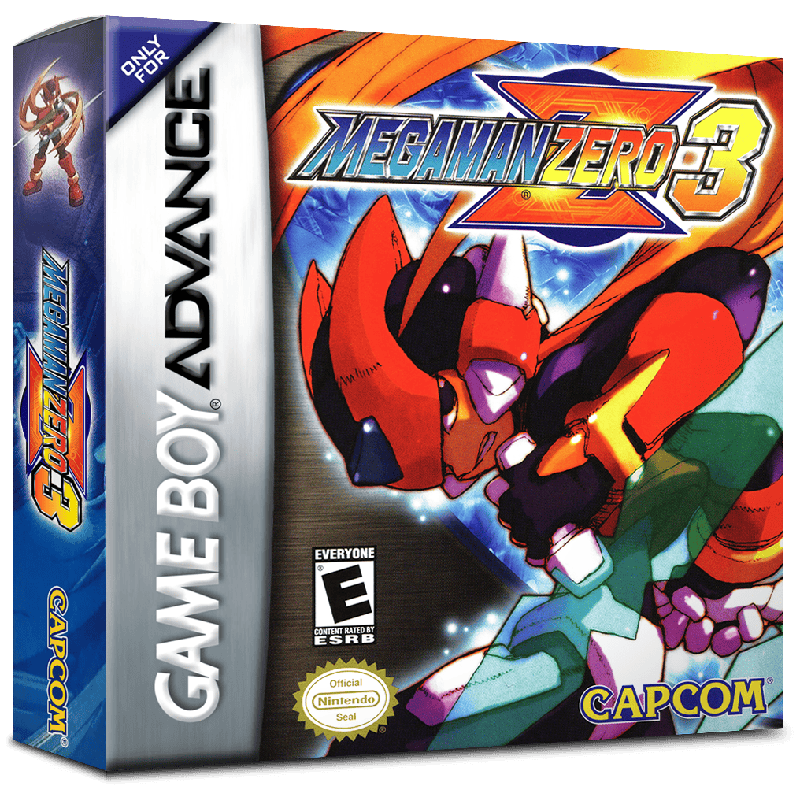 MEGAMAN ZERO 3
CAPCOM®
ONLY
FOR
GAME BOY® ADVANCE
MEGAMAN ZERO·3
®
EVERYONE
®
E
CONTENT RATED BY
ESRB
Official
Nintendo
Seal
CAPCOM®